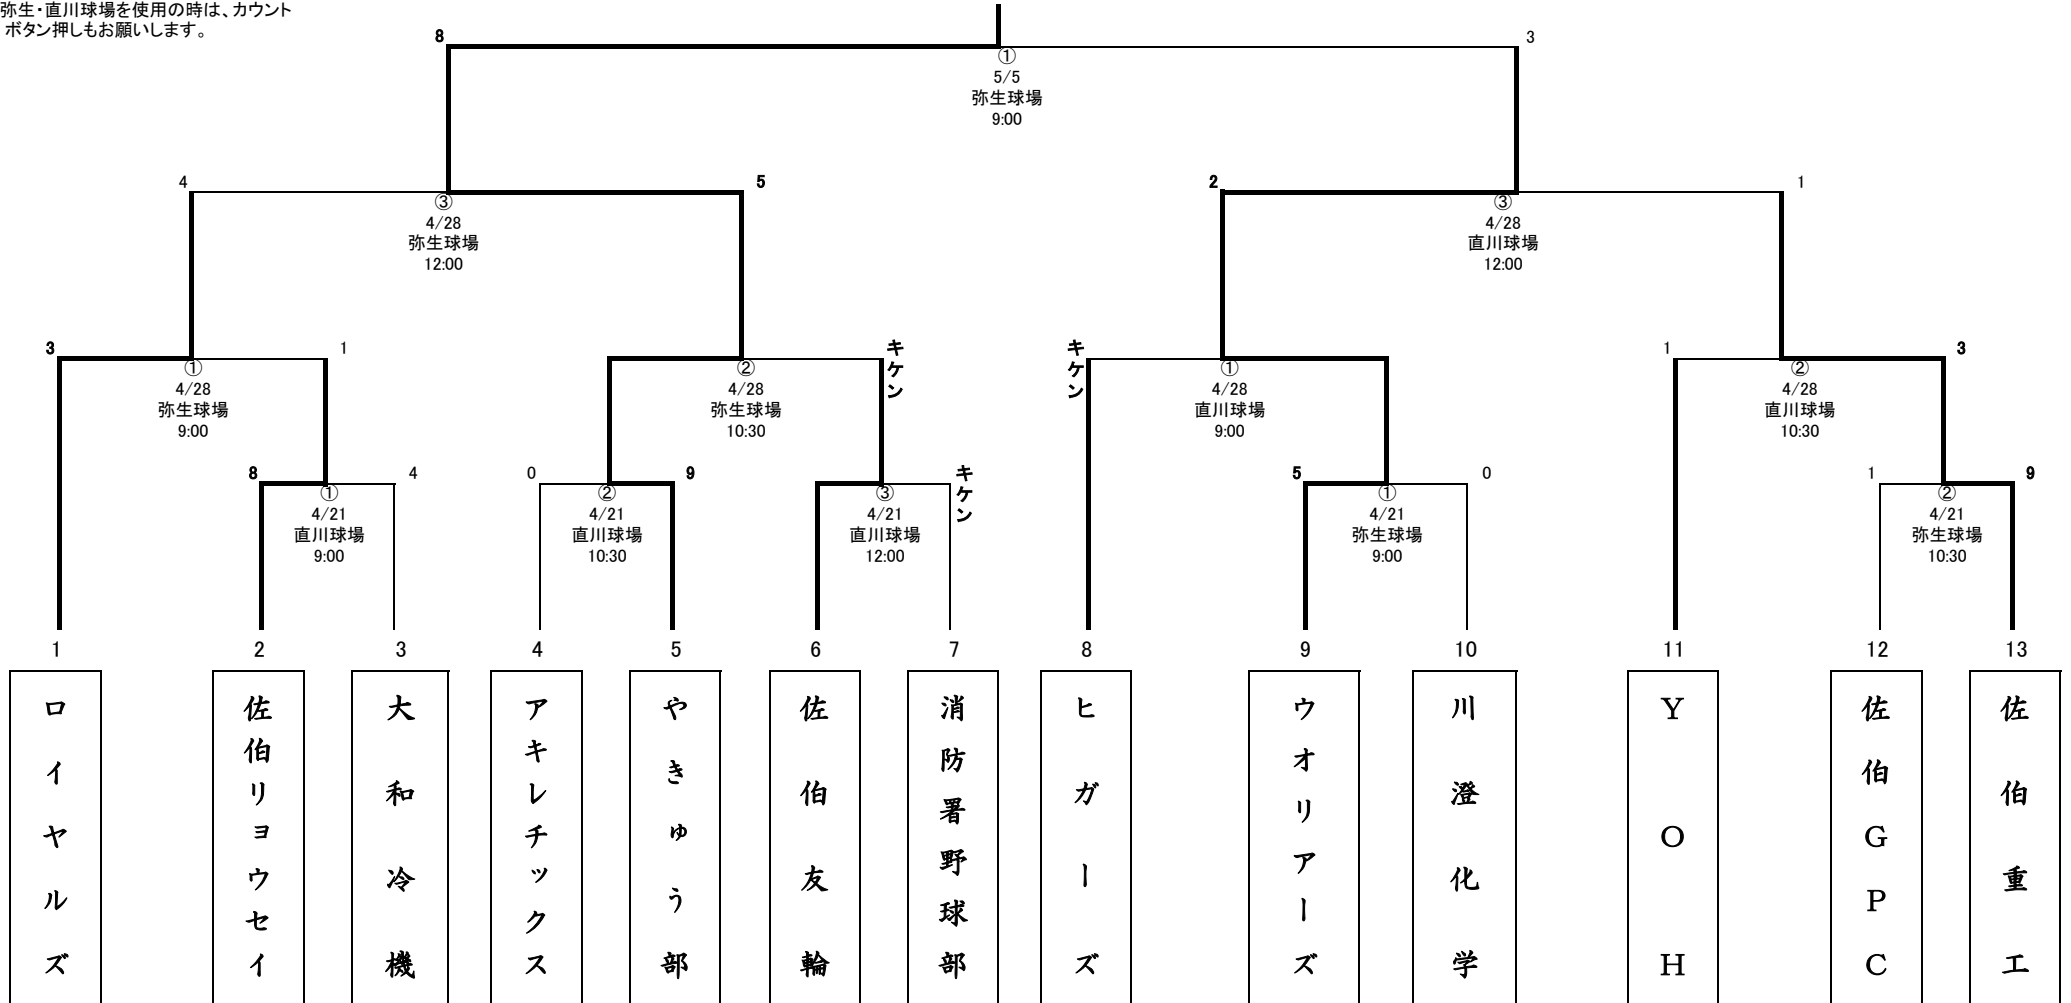 弥生・直川球場を使用の時は、カウント
ボタン押しもお願いします。
8
3
①
5/5
弥生球場
9:00
4
5
2
1
③
4/28
弥生球場
12:00
③
4/28
直川球場
12:00
3
1
キケン
キケン
1
3
①
4/28
弥生球場
9:00
②
4/28
弥生球場
10:30
①
4/28
直川球場
9:00
②
4/28
直川球場
10:30
8
4
0
9
キケン
5
0
1
9
①
4/21
直川球場
9:00
②
4/21
直川球場
10:30
③
4/21
直川球場
12:00
①
4/21
弥生球場
9:00
②
4/21
弥生球場
10:30
1
2
3
4
5
6
7
8
9
10
11
12
13
ロイヤルズ
佐伯リョウセイ
大和冷機
アキレチックス
やきゅう部
佐伯友輪
消防署野球部
ヒガーズ
ウオリアーズ
川澄化学
YOH
佐伯GPC
佐伯重工